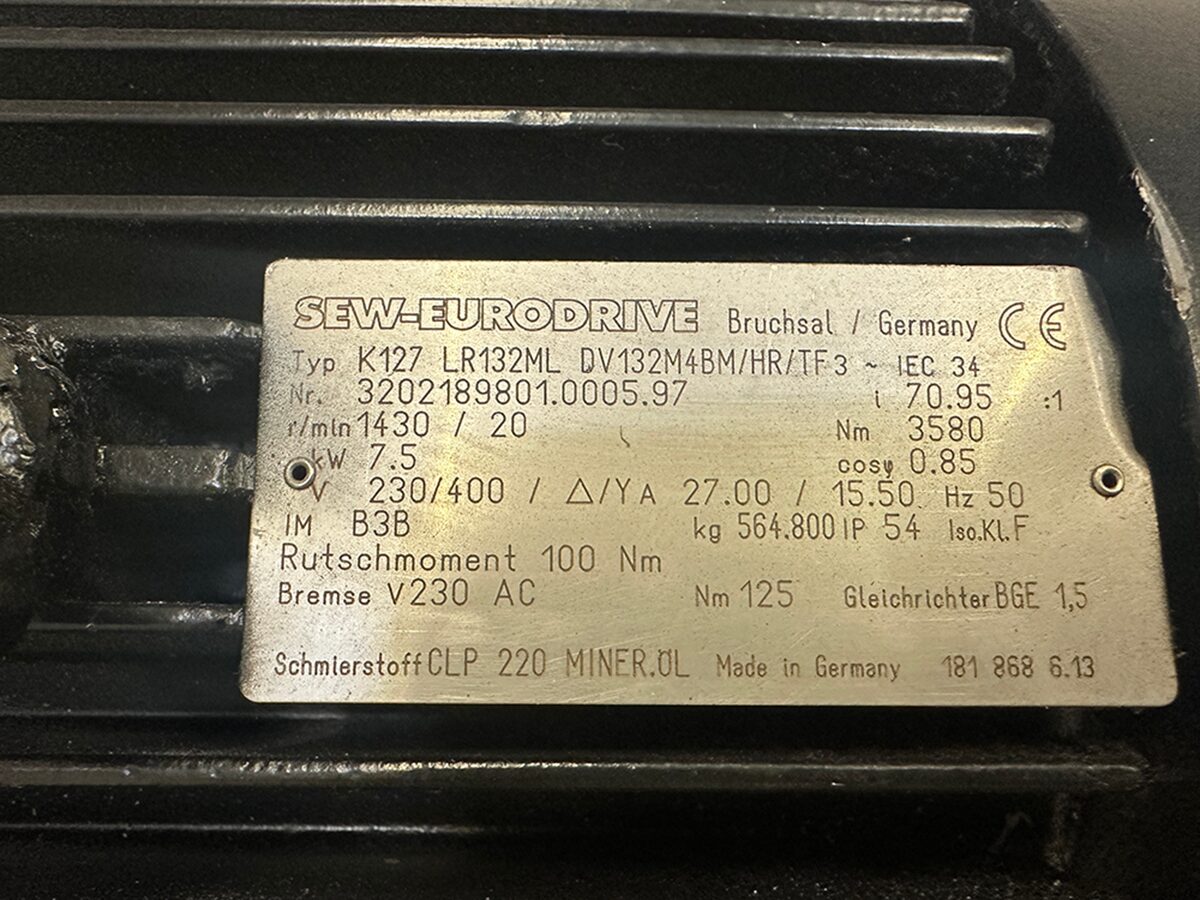 SEW-EURODRIVE Bruchsal / Germany CE
Typ K127 LR132ML DV132M4BM/HR/TF 3 ~ IEC 34
Nr. 3202189801.0005.97 i 70.95 :1
r/min 1430 / 20 Nm 3580
kW 7.5 cosφ 0.85
V 230/400 / △/Y A 27.00 / 15.50 Hz 50
IM B3B kg 564.800 IP 54 Iso.Kl. F
Rutschmoment 100 Nm
Bremse V 230 AC Nm 125 Gleichrichter BGE 1,5
Schmierstoff CLP 220 MINER.ÖL Made in Germany 181 868 6.13